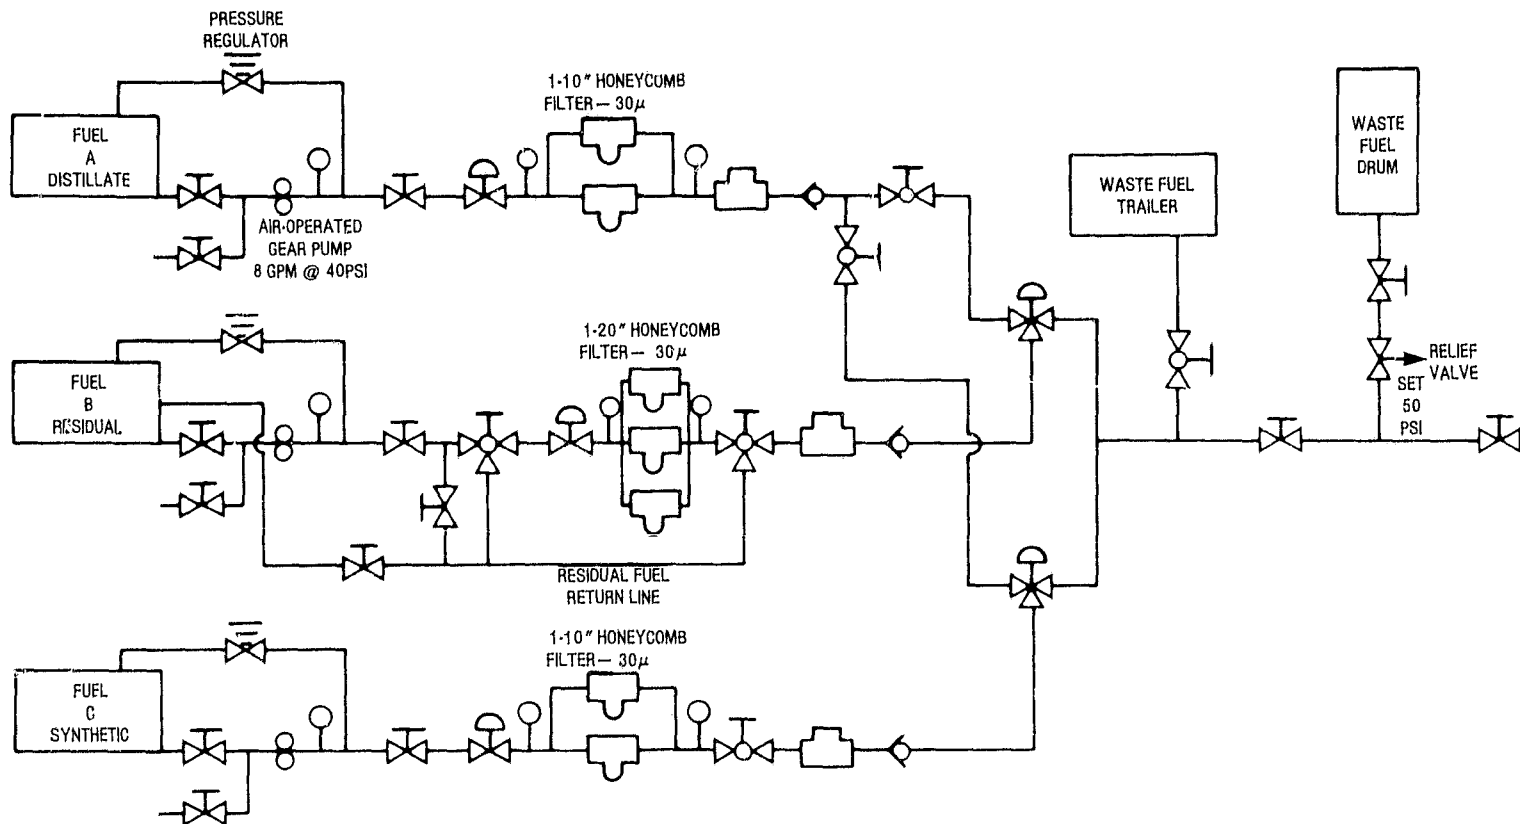 PRESSURE
REGULATOR
1-10" HONEYCOMB
FILTER — 30μ
FUEL
A
DISTILLATE
AIR-OPERATED
GEAR PUMP
8 GPM @ 40PSI
WASTE FUEL
TRAILER
WASTE
FUEL
DRUM
1-20" HONEYCOMB
FILTER — 30μ
FUEL
B
RESIDUAL
RELIEF
VALVE
SET
50
PSI
RESIDUAL FUEL
RETURN LINE
1-10" HONEYCOMB
FILTER — 30μ
FUEL
C
SYNTHETIC